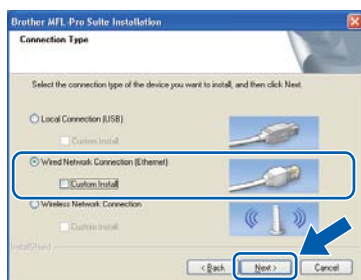 Brother MFL-Pro Suite Installation
Connection Type
Select the connection type of the device you want to install, and then click Next.
Local Connection (USB)
Custom Install
Wired Network Connection (Ethernet)
Custom Install
Wireless Network Connection
Custom Install
InstallShield
< Back
Next >
Cancel